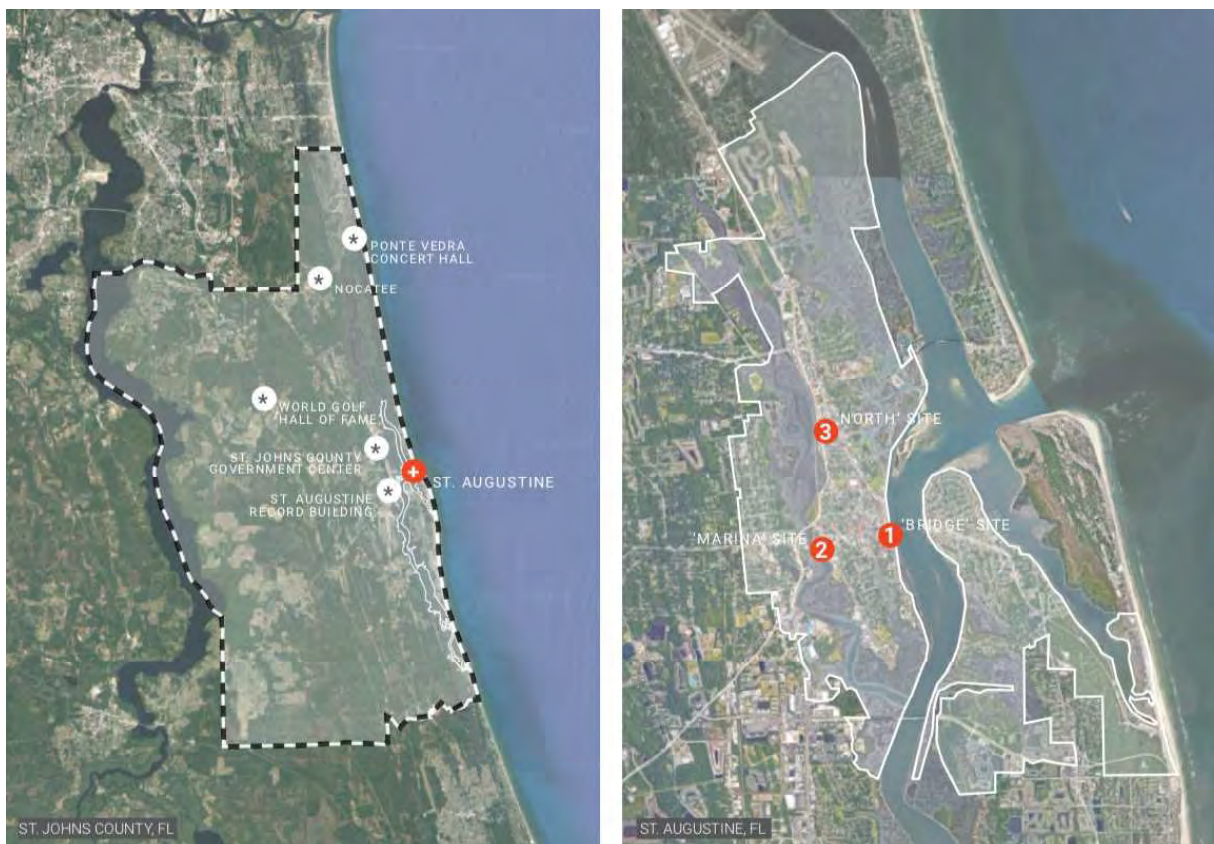 PONTE VEDRA
CONCERT HALL
NOCATEE
WORLD GOLF
HALL OF FAME
ST. JOHNS COUNTY
GOVERNMENT CENTER
ST. AUGUSTINE
ST. AUGUSTINE
RECORD BUILDING
ST. JOHNS COUNTY, FL
3
'NORTH' SITE
1
'BRIDGE' SITE
'MARINA' SITE
2
ST. AUGUSTINE, FL